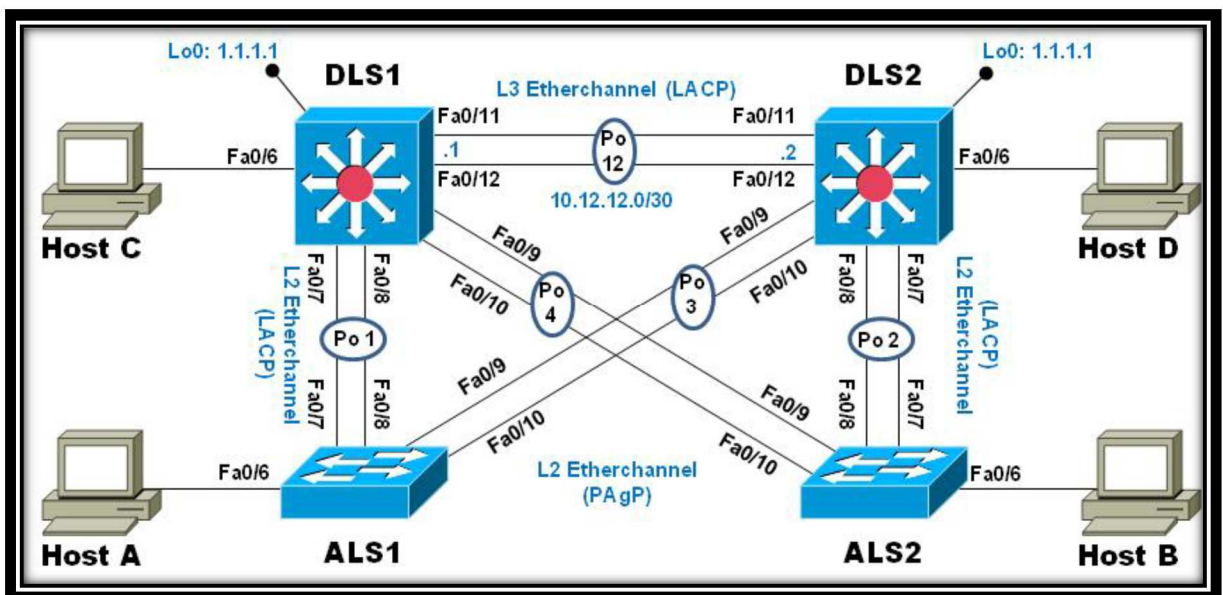 Lo0: 1.1.1.1
Lo0: 1.1.1.1
DLS1
DLS2
L3 Etherchannel (LACP)
Fa0/11
Fa0/11
Po
12
.1
.2
Fa0/6
Fa0/6
Fa0/12
Fa0/12
10.12.12.0/30
Host C
Host D
Fa0/9
Fa0/10
Fa0/9
Fa0/10
Fa0/7
Fa0/8
Fa0/8
Fa0/7
L2 Etherchannel
(LACP)
(LACP)
L2 Etherchannel
Po
4
Po
3
Po 1
Po 2
Fa0/7
Fa0/8
Fa0/8
Fa0/7
Fa0/9
Fa0/10
Fa0/9
Fa0/10
L2 Etherchannel
(PAgP)
Fa0/6
Fa0/6
Host A
ALS1
ALS2
Host B